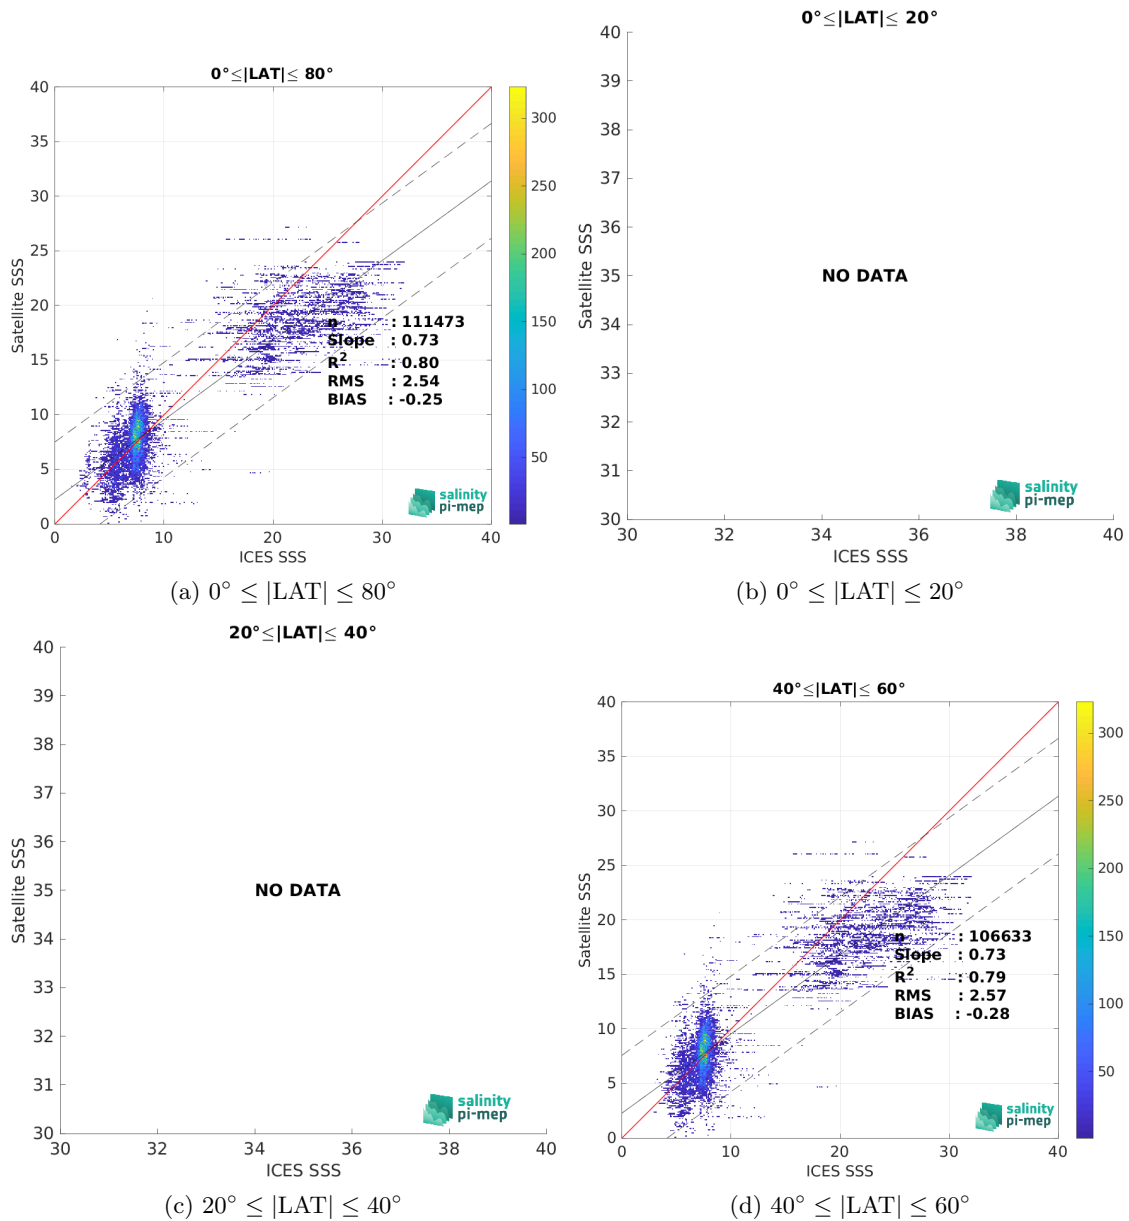 0°≤|LAT|≤ 80°
40
35
30
25
20
15
10
5
0
Satellite SSS
0
10
20
30
40
ICES SSS
300
250
200
150
100
50
n : 111473
Slope : 0.73
R² : 0.80
RMS : 2.54
BIAS : -0.25
salinity
pi-mep
(a) 0° ≤ |LAT| ≤ 80°
0°≤|LAT|≤ 20°
40
39
38
37
36
35
34
33
32
31
30
Satellite SSS
NO DATA
30
32
34
36
38
40
ICES SSS
salinity
pi-mep
(b) 0° ≤ |LAT| ≤ 20°
20°≤|LAT|≤ 40°
40
39
38
37
36
35
34
33
32
31
30
Satellite SSS
NO DATA
30
32
34
36
38
40
ICES SSS
salinity
pi-mep
(c) 20° ≤ |LAT| ≤ 40°
40°≤|LAT|≤ 60°
40
35
30
25
20
15
10
5
0
Satellite SSS
0
10
20
30
40
ICES SSS
300
250
200
150
100
50
n : 106633
Slope : 0.73
R² : 0.79
RMS : 2.57
BIAS : -0.28
salinity
pi-mep
(d) 40° ≤ |LAT| ≤ 60°